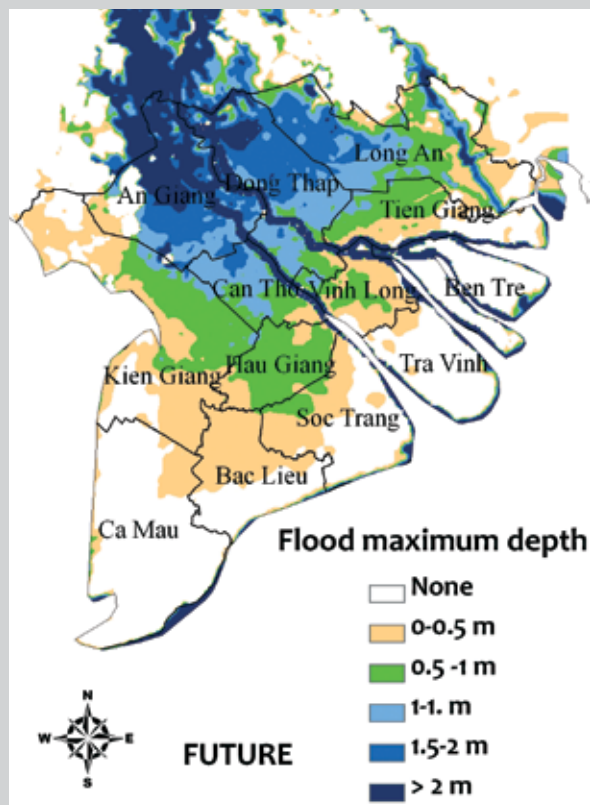 Long An
An Giang
Dong Thap
Tien Giang
Can Tho
Vinh Long
Ben Tre
Kien Giang
Hau Giang
Tra Vinh
Soc Trang
Bac Lieu
Ca Mau
Flood maximum depth
None
0-0.5 m
0.5 -1 m
1-1. m
1.5-2 m
> 2 m
N
W E
S
FUTURE